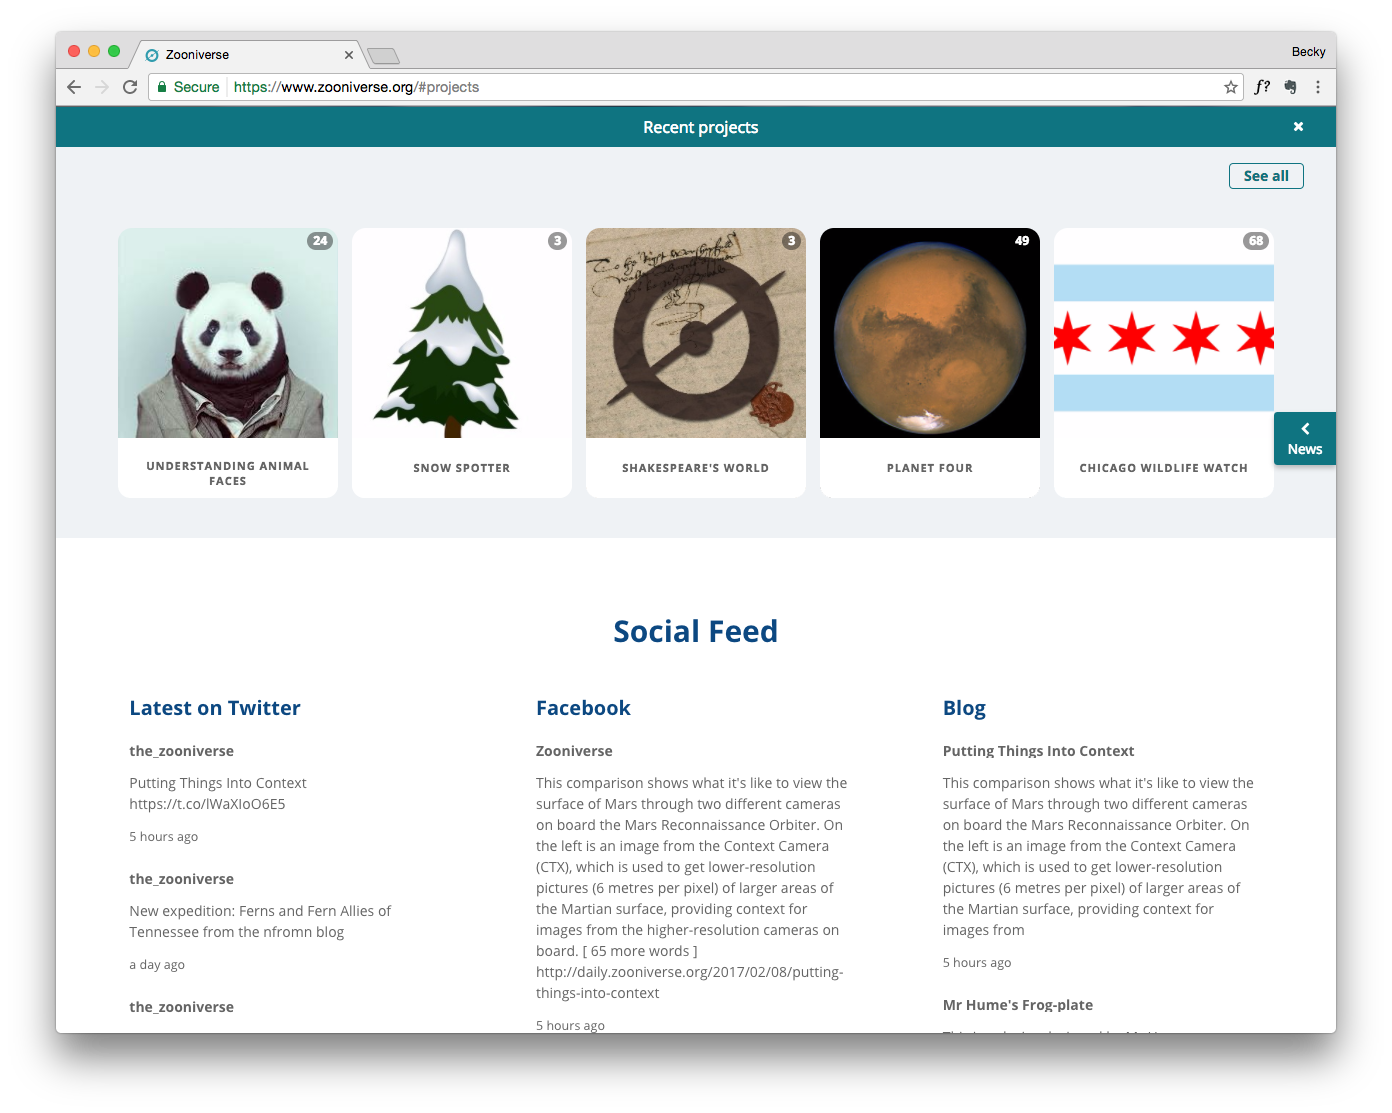 Zooniverse
Becky
Secure
https://www.zooniverse.org/#projects
f?
Recent projects
See all
24
3
3
49
68
UNDERSTANDING ANIMAL
FACES
SNOW SPOTTER
SHAKESPEARE'S WORLD
PLANET FOUR
CHICAGO WILDLIFE WATCH
News
Social Feed
Latest on Twitter
the_zooniverse
Putting Things Into Context
https://t.co/lWaXIoO6E5
5 hours ago
the_zooniverse
New expedition: Ferns and Fern Allies of
Tennessee from the nfromn blog
a day ago
the_zooniverse
Facebook
Zooniverse
This comparison shows what it's like to view the
surface of Mars through two different cameras
on board the Mars Reconnaissance Orbiter. On
the left is an image from the Context Camera
(CTX), which is used to get lower-resolution
pictures (6 metres per pixel) of larger areas of
the Martian surface, providing context for
images from the higher-resolution cameras on
board. [ 65 more words ]
http://daily.zooniverse.org/2017/02/08/putting-
things-into-context
5 hours ago
Blog
Putting Things Into Context
This comparison shows what it's like to view the
surface of Mars through two different cameras
on board the Mars Reconnaissance Orbiter. On
the left is an image from the Context Camera
(CTX), which is used to get lower-resolution
pictures (6 metres per pixel) of larger areas of
the Martian surface, providing context for
images from
5 hours ago
Mr Hume's Frog-plate